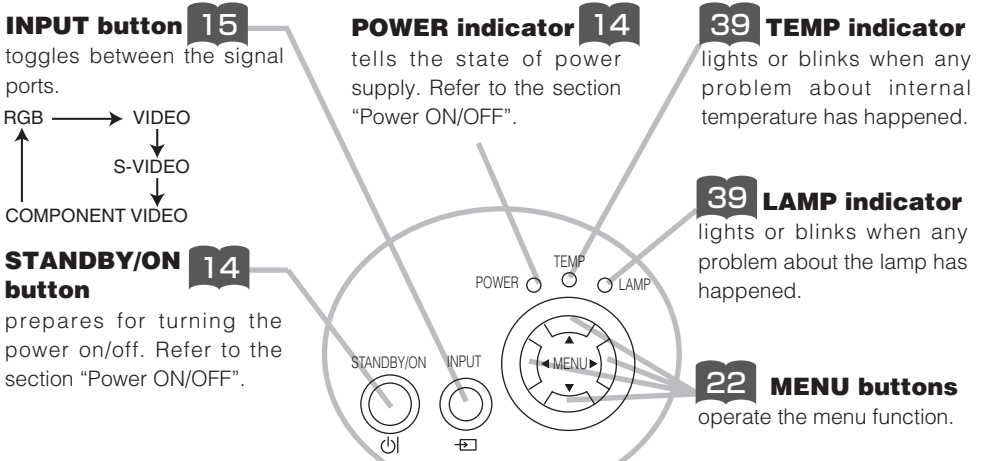 INPUT button 15
toggles between the signal
ports.
RGB VIDEO
S-VIDEO
COMPONENT VIDEO
STANDBY/ON 14
button
prepares for turning the
power on/off. Refer to the
section “Power ON/OFF”.
POWER indicator 14
tells the state of power
supply. Refer to the section
“Power ON/OFF”.
39 TEMP indicator
lights or blinks when any
problem about internal
temperature has happened.
39 LAMP indicator
lights or blinks when any
problem about the lamp has
happened.
22 MENU buttons
operate the menu function.
TEMP
POWER LAMP
MENU
STANDBY/ON INPUT